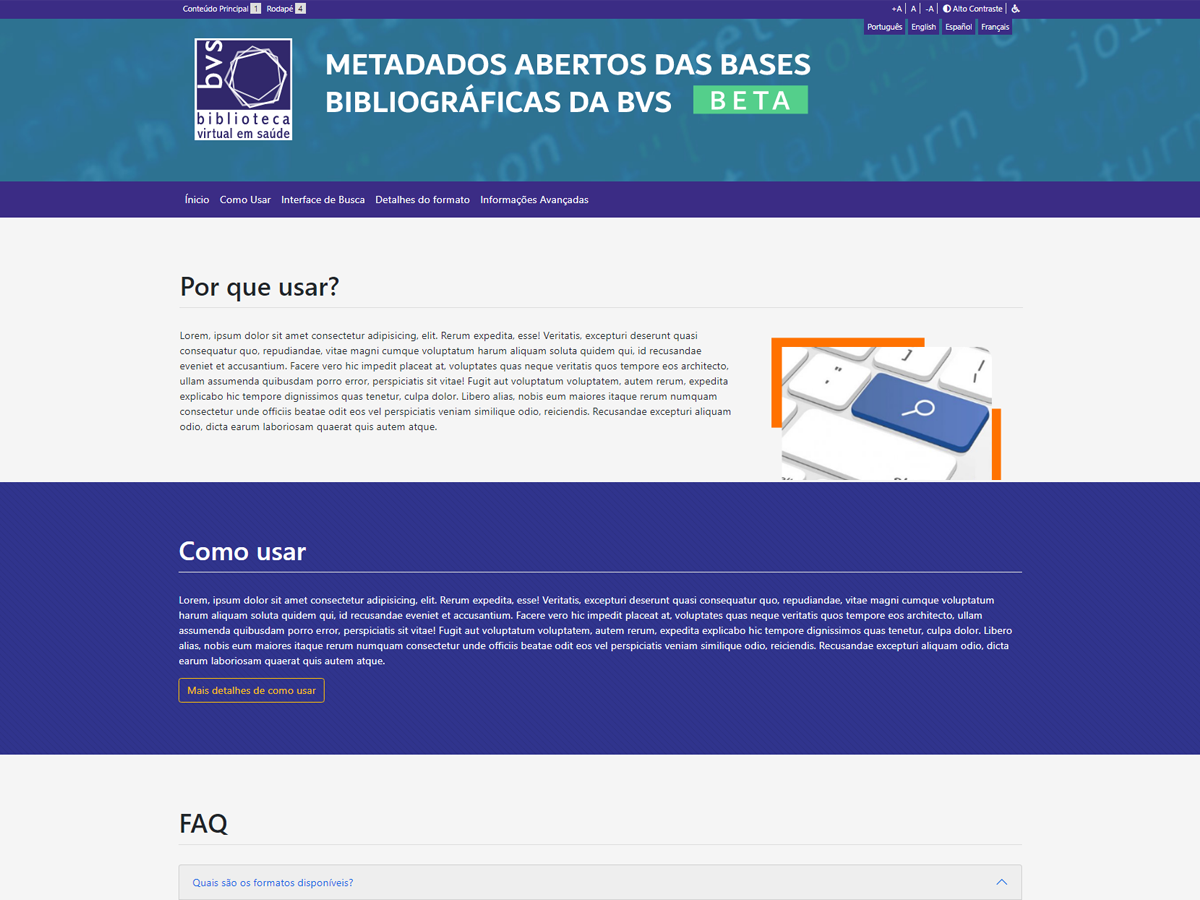 Conteúdo Principal 1 Rodapé 4
+A A -A Alto Contraste
Português English Español Français
bvs
biblioteca
virtual em saúde
METADADOS ABERTOS DAS BASES
BIBLIOGRÁFICAS DA BVS BETA
Ínicio Como Usar Interface de Busca Detalhes do formato Informações Avançadas
Por que usar?
Lorem, ipsum dolor sit amet consectetur adipisicing, elit. Rerum expedita, esse! Veritatis, excepturi deserunt quasi
consequatur quo, repudiandae, vitae magni cumque voluptatum harum aliquam soluta quidem qui, id recusandae
eveniet et accusantium. Facere vero hic impedit placeat at, voluptates quas neque veritatis quos tempore eos architecto,
ullam assumenda quibusdam porro error, perspiciatis sit vitae! Fugit aut voluptatum voluptatem, autem rerum, expedita
explicabo hic tempore dignissimos quas tenetur, culpa dolor. Libero alias, nobis eum maiores itaque rerum numquam
consectetur unde officiis beatae odit eos vel perspiciatis veniam similique odio, reiciendis. Recusandae excepturi aliquam
odio, dicta earum laboriosam quaerat quis autem atque.
Como usar
Lorem, ipsum dolor sit amet consectetur adipisicing, elit. Rerum expedita, esse! Veritatis, excepturi deserunt quasi consequatur quo, repudiandae, vitae magni cumque voluptatum
harum aliquam soluta quidem qui, id recusandae eveniet et accusantium. Facere vero hic impedit placeat at, voluptates quas neque veritatis quos tempore eos architecto, ullam
assumenda quibusdam porro error, perspiciatis sit vitae! Fugit aut voluptatum voluptatem, autem rerum, expedita explicabo hic tempore dignissimos quas tenetur, culpa dolor. Libero
alias, nobis eum maiores itaque rerum numquam consectetur unde officiis beatae odit eos vel perspiciatis veniam similique odio, reiciendis. Recusandae excepturi aliquam odio, dicta
earum laboriosam quaerat quis autem atque.
Mais detalhes de como usar
FAQ
Quais são os formatos disponíveis?